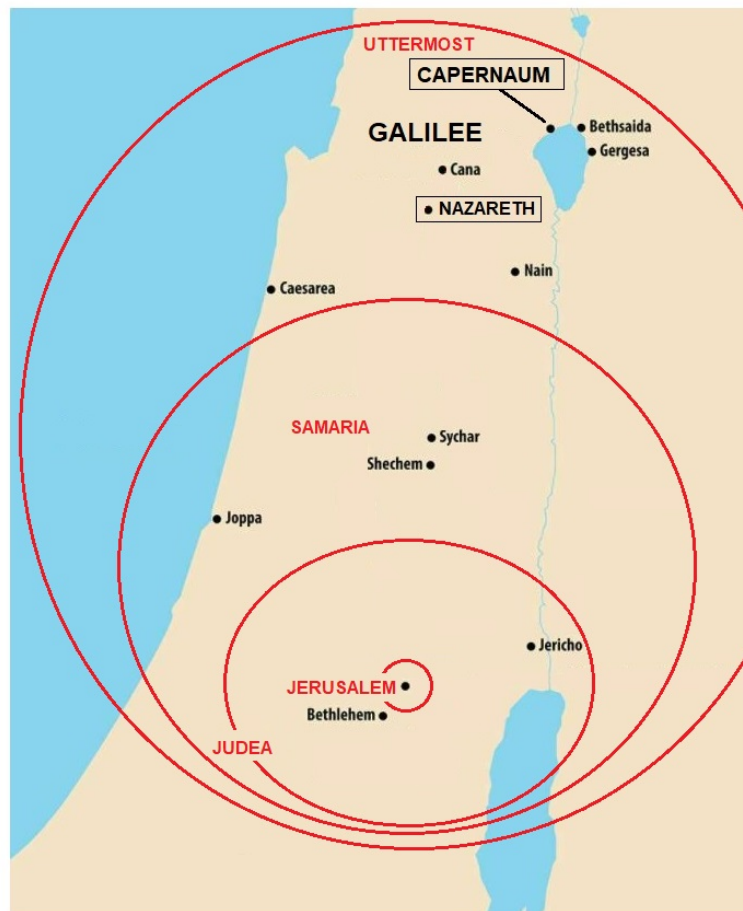 UTTERMOST
CAPERNAUM
GALILEE
Bethsaida
Gergesa
Cana
NAZARETH
Nain
Caesarea
SAMARIA
Sychar
Shechem
Joppa
Jericho
JERUSALEM
Bethlehem
JUDEA